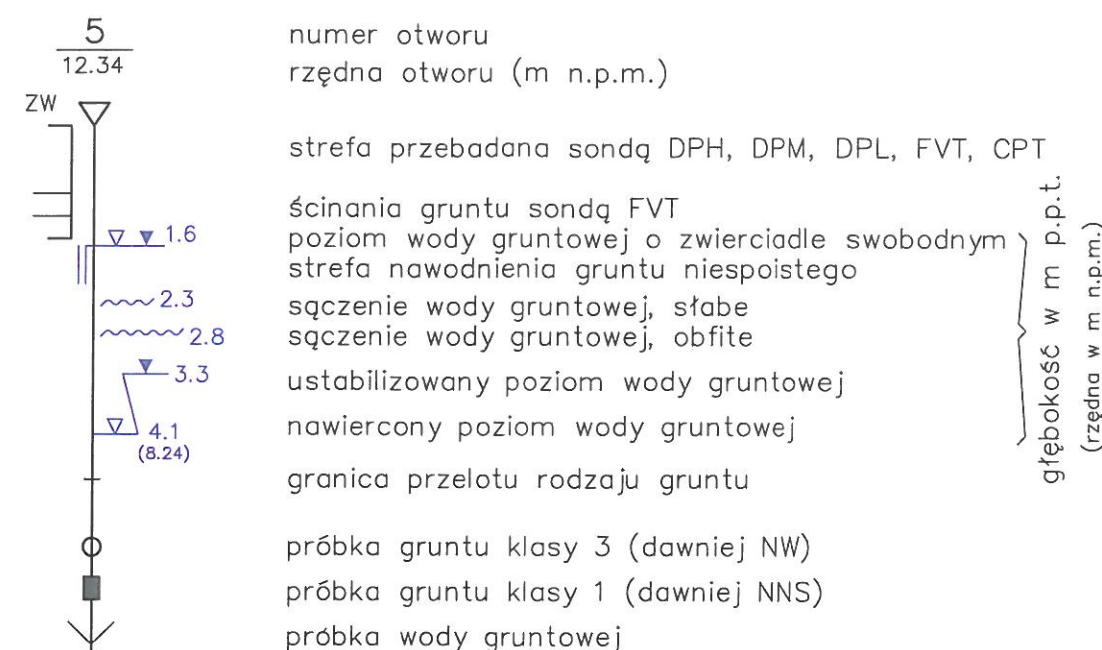 5 numer otworu
12.34 rzędna otworu (m n.p.m.)
ZW
strefa przebadana sondą DPH, DPM, DPL, FVT, CPT
ścinania gruntu sondą FVT
1.6 poziom wody gruntowej o zwierciadle swobodnym
strefa nawodnienia gruntu niespoistego
2.3 sączenie wody gruntowej, słabe
2.8 sączenie wody gruntowej, obfite
3.3 ustabilizowany poziom wody gruntowej
4.1 nawiercony poziom wody gruntowej
(8.24)
granica przelotu rodzaju gruntu
próbka gruntu klasy 3 (dawniej NW)
próbka gruntu klasy 1 (dawniej NNS)
próbka wody gruntowej
głębokość w m p.p.t.
(rzędna w m n.p.m.)